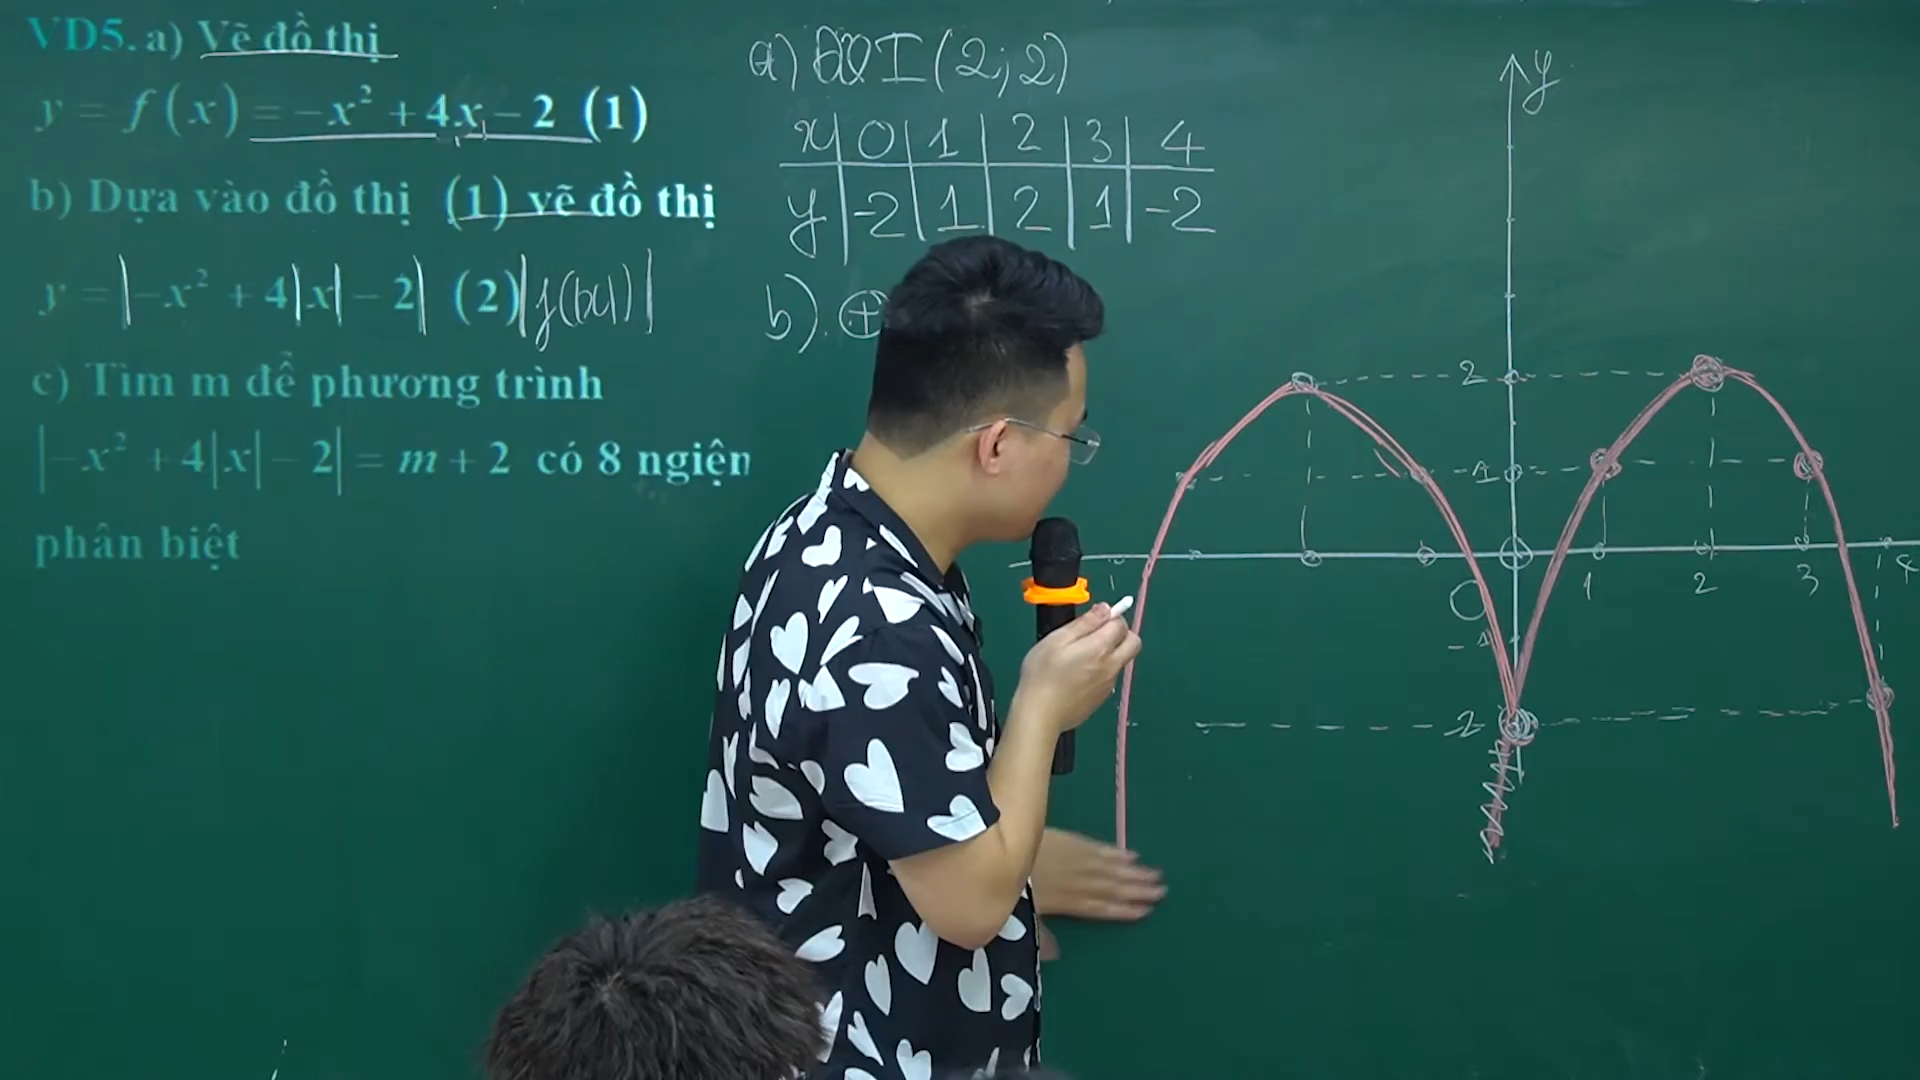 VD5. a) Vẽ đồ thị
y = f(x) = -x² + 4x - 2 (1)
b) Dựa vào đồ thị (1) vẽ đồ thị
y = |-x² + 4|x| - 2| (2) |f(|x|)|
c) Tìm m để phương trình
|-x² + 4|x| - 2| = m + 2 có 8 ngiện
phân biệt
a) I(2;2)
x 0 1 2 3 4
y -2 1 2 1 -2
b). ⊕
y
2
1
O 1 2 3 4
-1
-2